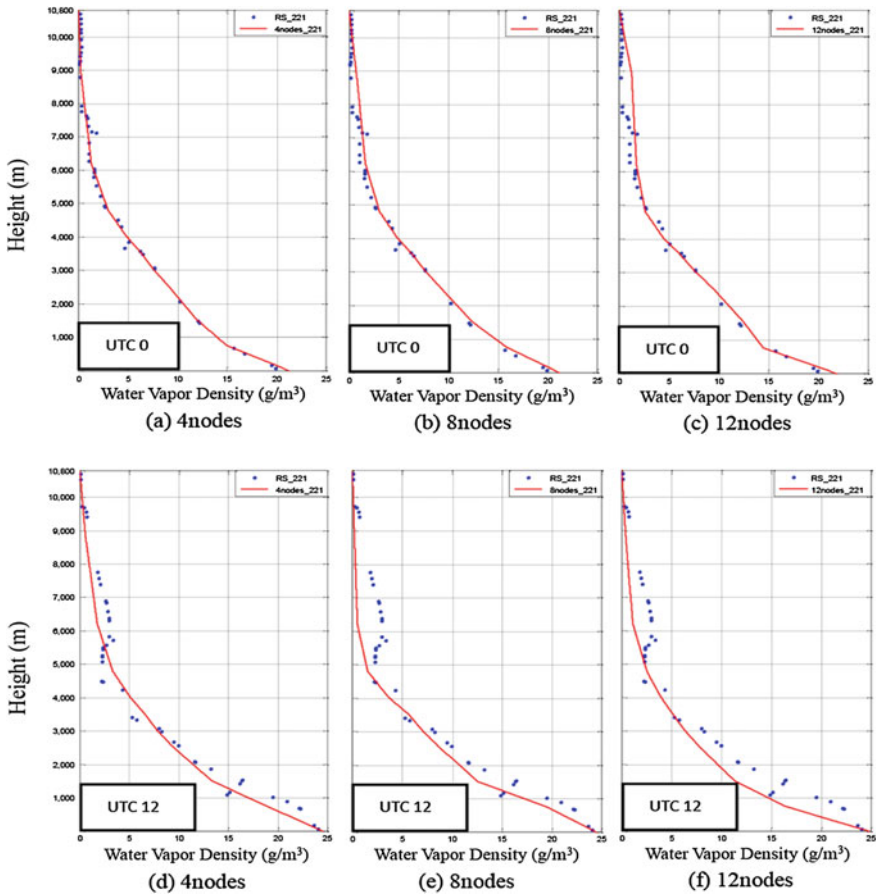 10,600
10,000
9,000
8,000
7,000
6,000
5,000
4,000
3,000
2,000
1,000
Height (m)
RS_221
4nodes_221
UTC 0
0 5 10 15 20 25
Water Vapor Density (g/m³)
(a) 4nodes
RS_221
8nodes_221
UTC 0
0 5 10 15 20 25
Water Vapor Density (g/m³)
(b) 8nodes
RS_221
12nodes_221
UTC 0
0 5 10 15 20 25
Water Vapor Density (g/m³)
(c) 12nodes
10,600
10,000
9,000
8,000
7,000
6,000
5,000
4,000
3,000
2,000
1,000
Height (m)
RS_221
4nodes_221
UTC 12
0 5 10 15 20 25
Water Vapor Density (g/m³)
(d) 4nodes
RS_221
8nodes_221
UTC 12
0 5 10 15 20 25
Water Vapor Density (g/m³)
(e) 8nodes
RS_221
12nodes_221
UTC 12
0 5 10 15 20 25
Water Vapor Density (g/m³)
(f) 12nodes